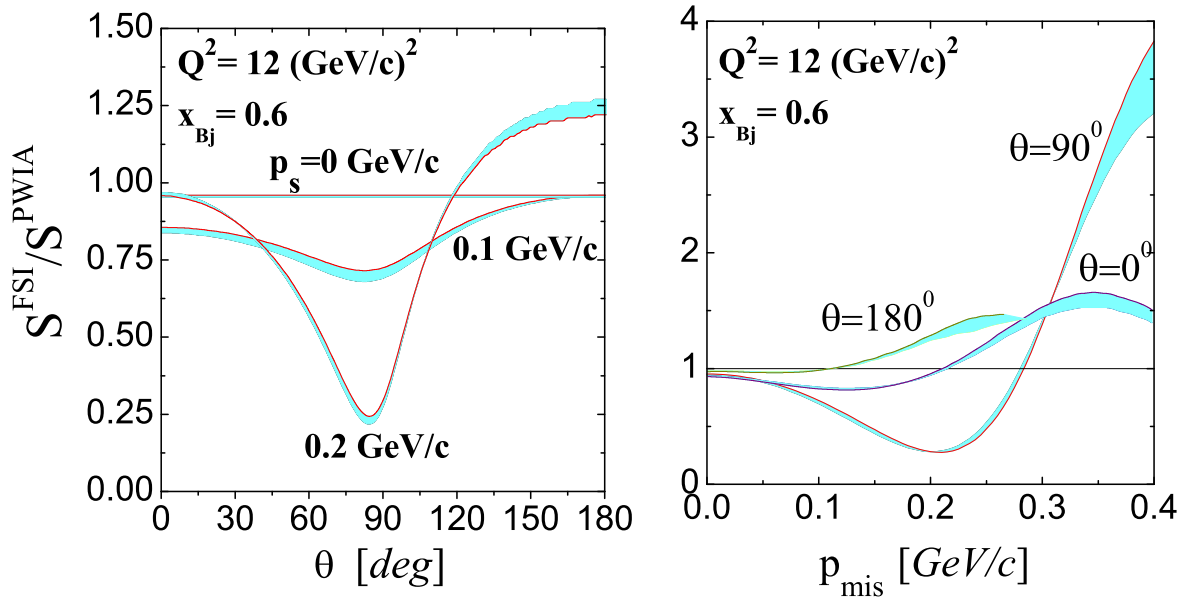 S^FSI/S^PWIA
1.25
1.00
0.75
0.50
0.25
0.00
Q²= 12 (GeV/c)²
x_Bj= 0.6
p_s=0 GeV/c
0.1 GeV/c
0.2 GeV/c
0 30 60 90 120 150 180
θ [deg]
4
3
2
1
0
Q²= 12 (GeV/c)²
x_Bj= 0.6
θ=90⁰
θ=0⁰
θ=180⁰
0.0 0.1 0.2 0.3 0.4
p_mis [GeV/c]